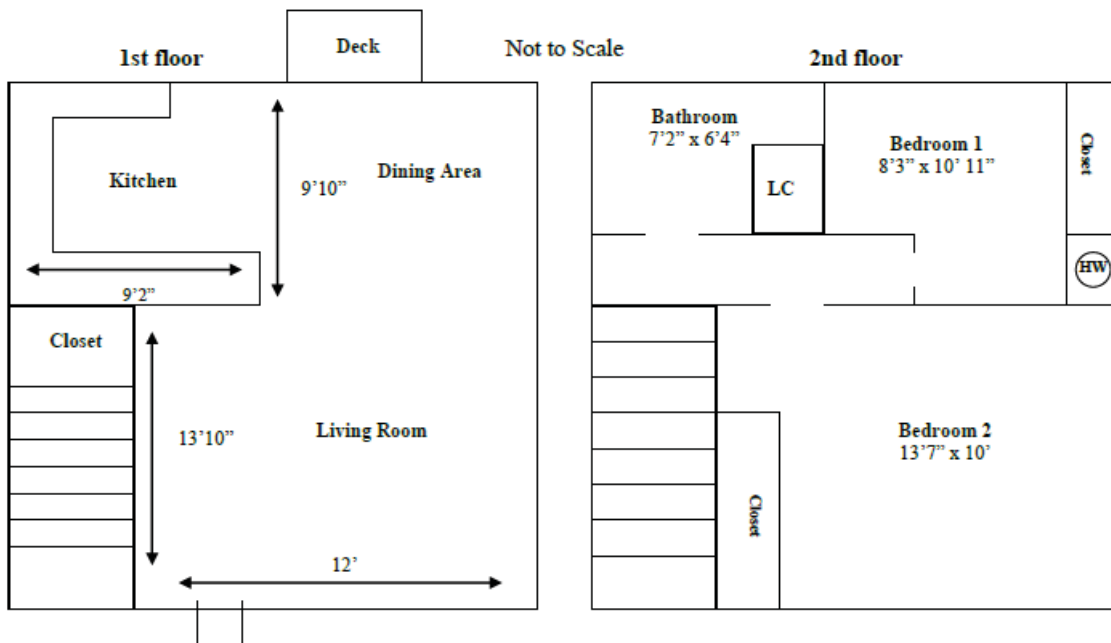 Deck
Not to Scale
1st floor
2nd floor
Kitchen
9’10”
Dining Area
9’2”
Closet
13’10”
Living Room
12’
Bathroom
7’2” x 6’4”
LC
Bedroom 1
8’3” x 10’ 11”
Closet
HW
Bedroom 2
13’7” x 10’
Closet